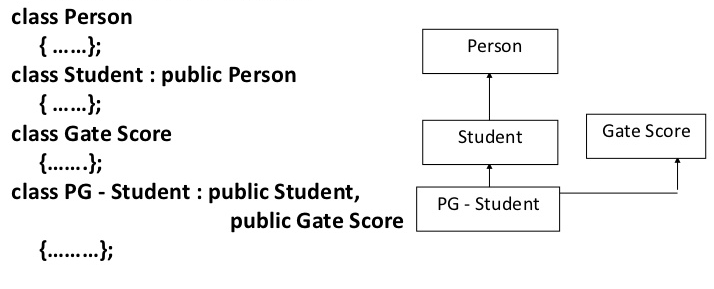 class Person
{ ……};
class Student : public Person
{ ……};
class Gate Score
{…….};
class PG - Student : public Student,
public Gate Score
{………};
Person
Student
Gate Score
PG - Student